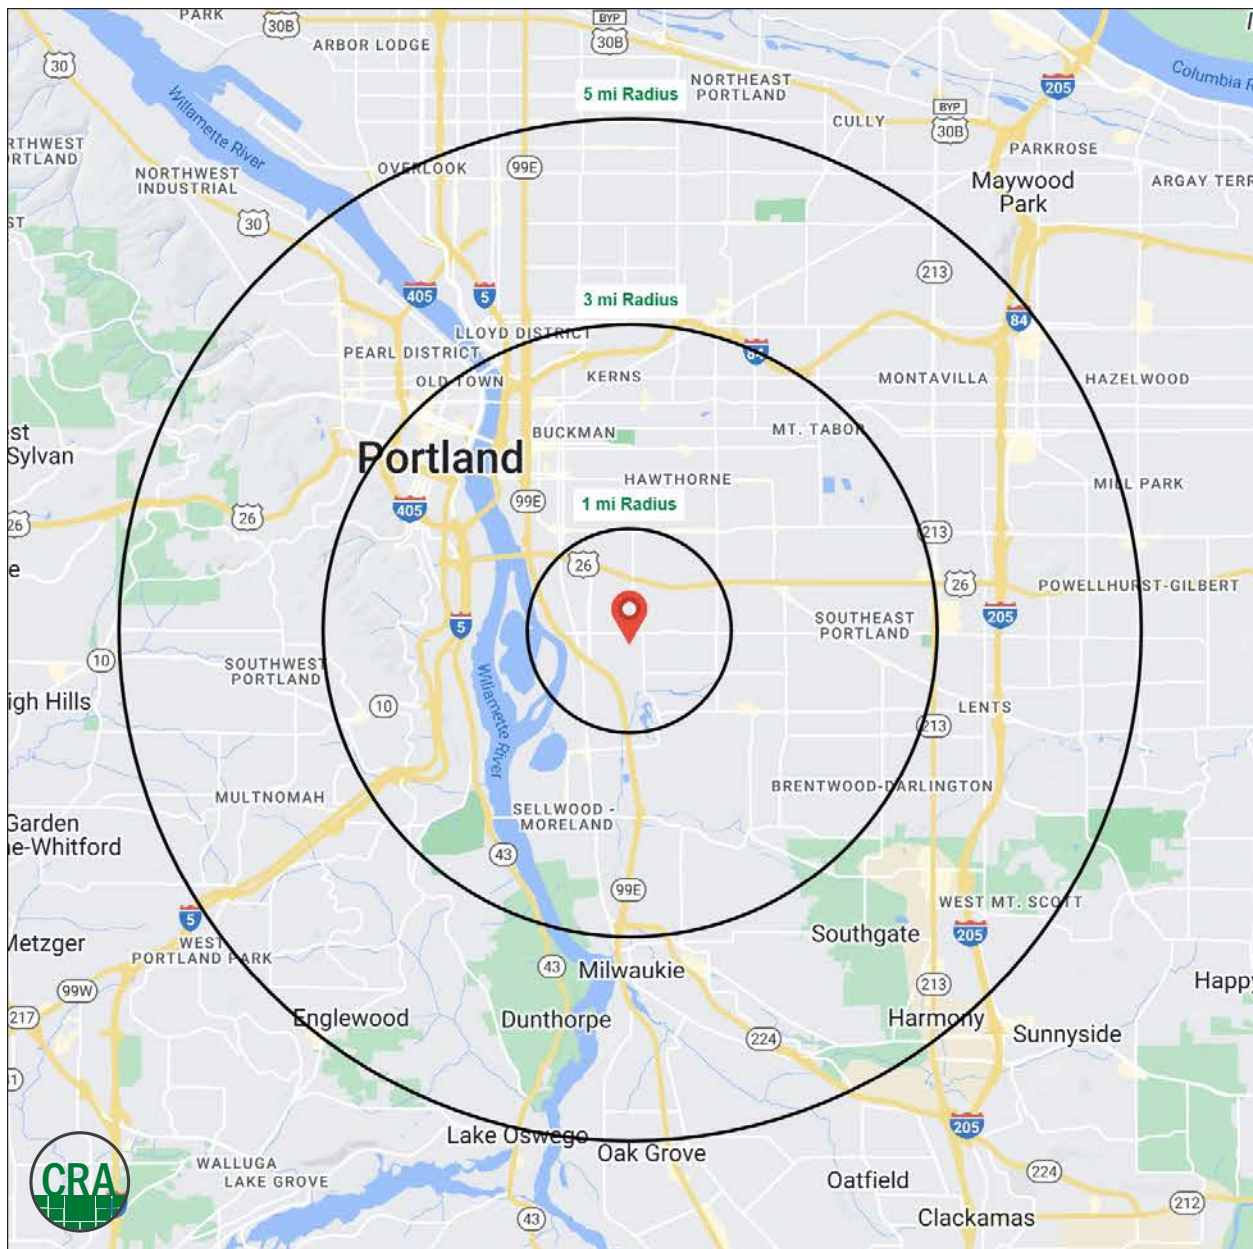 PARK
30B
BYP
30B
ARBOR LODGE
30
NORTHEAST
PORTLAND
205
Columbia R
5 mi Radius
Willamette River
CULLY
BYP
30B
RTHWEST
ORTLAND
PARKROSE
NORTHWEST
INDUSTRIAL
OVERLOOK
99E
Maywood
Park
ARGAY TERR
ST
30
213
405
5
3 mi Radius
84
LLOYD DISTRICT
PEARL DISTRICT
84
OLD TOWN
KERNS
MONTAVILLA
HAZELWOOD
st
Sylvan
BUCKMAN
MT. TABOR
Portland
HAWTHORNE
MILL PARK
99E
1 mi Radius
405
26
26
213
26
e
26
POWELLHURST-GILBERT
5
SOUTHEAST
PORTLAND
205
10
SOUTHWEST
PORTLAND
Willamette River
igh Hills
10
LENTS
213
MULTNOMAH
BRENTWOOD-DARLINGTON
SELLWOOD -
MORELAND
Garden
ne-Whitford
43
99E
WEST MT. SCOTT
5
Southgate
205
Metzger
WEST
PORTLAND PARK
43
Milwaukie
Happy
99W
213
217
Englewood
Dunthorpe
Harmony
Sunnyside
224
205
Lake Oswego
Oak Grove
CRA
WALLUGA
LAKE GROVE
Oatfield
224
212
43
Clackamas